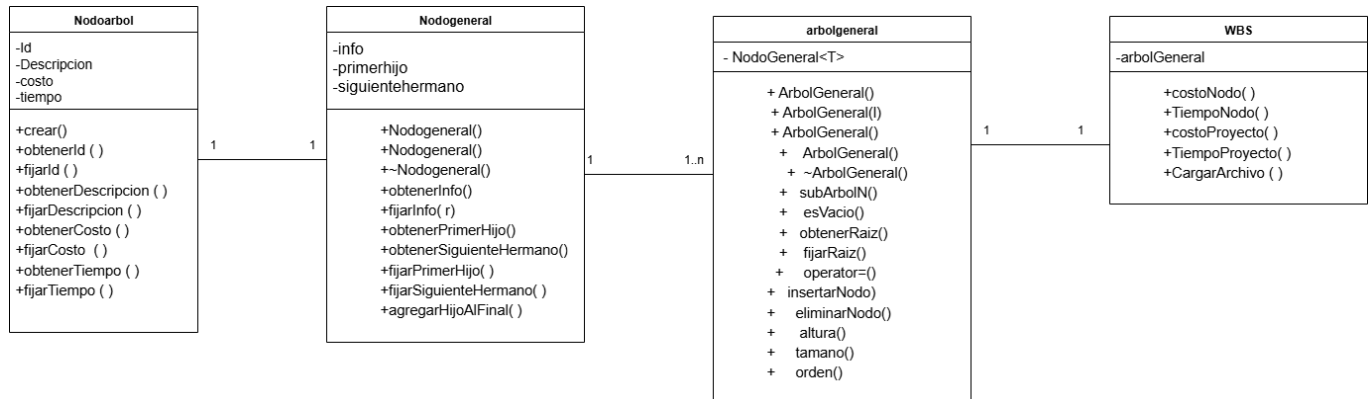 Nodoarbol
-Id
-Descripcion
-costo
-tiempo
+crear()
+obtenerId ( )
+fijarId ( )
+obtenerDescripcion ( )
+fijarDescripcion ( )
+obtenerCosto ( )
+fijarCosto ( )
+obtenerTiempo ( )
+fijarTiempo ( )
1
1
Nodogeneral
-info
-primerhijo
-siguientehermano
+Nodogeneral()
+Nodogeneral()
+~Nodogeneral()
+obtenerInfo()
+fijarInfo( r)
+obtenerPrimerHijo()
+obtenerSiguienteHermano()
+fijarPrimerHijo( )
+fijarSiguienteHermano( )
+agregarHijoAlFinal( )
1
1..n
arbolgeneral
- NodoGeneral<T>
+ ArbolGeneral()
+ ArbolGeneral(l)
+ ArbolGeneral()
+ ArbolGeneral()
+ ~ArbolGeneral()
+ subArbolN()
+ esVacio()
+ obtenerRaiz()
+ fijarRaiz()
+ operator=()
+ insertarNodo)
+ eliminarNodo()
+ altura()
+ tamano()
+ orden()
1
1
WBS
-arbolGeneral
+costoNodo( )
+TiempoNodo( )
+costoProyecto( )
+TiempoProyecto( )
+CargarArchivo ( )